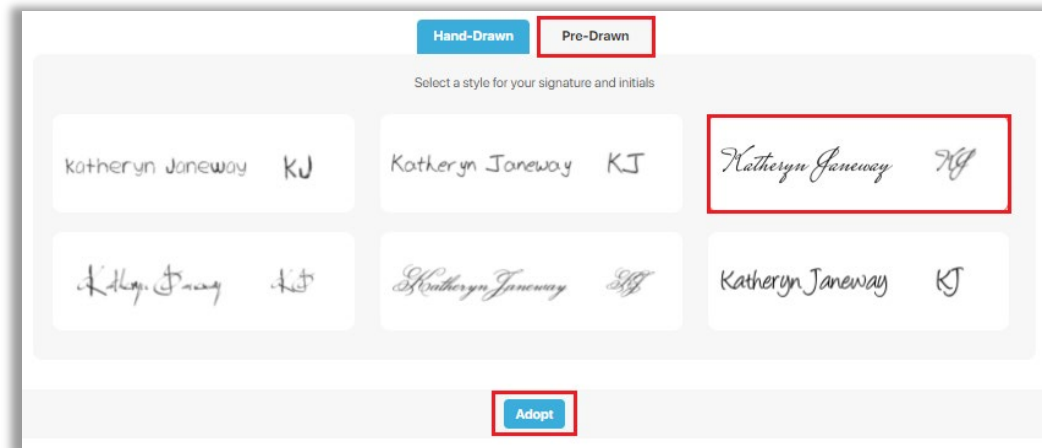 Hand-Drawn Pre-Drawn
Select a style for your signature and initials
Katheryn Janeway KJ Katheryn Janeway KJ Katheryn Janeway KJ
KJ Katheryn Janeway KJ Katheryn Janeway KJ
Adopt